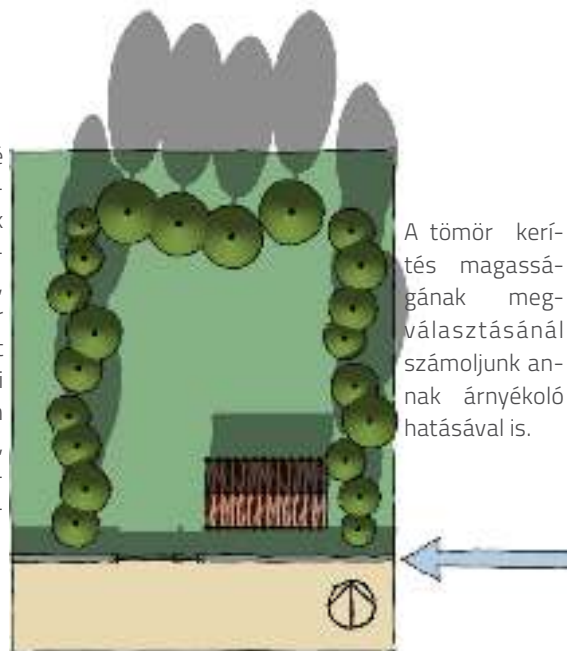 A tömör kerí-
tés magassá-
gának meg-
választásánál
számoljunk an-
nak árnyékoló
hatásával is.